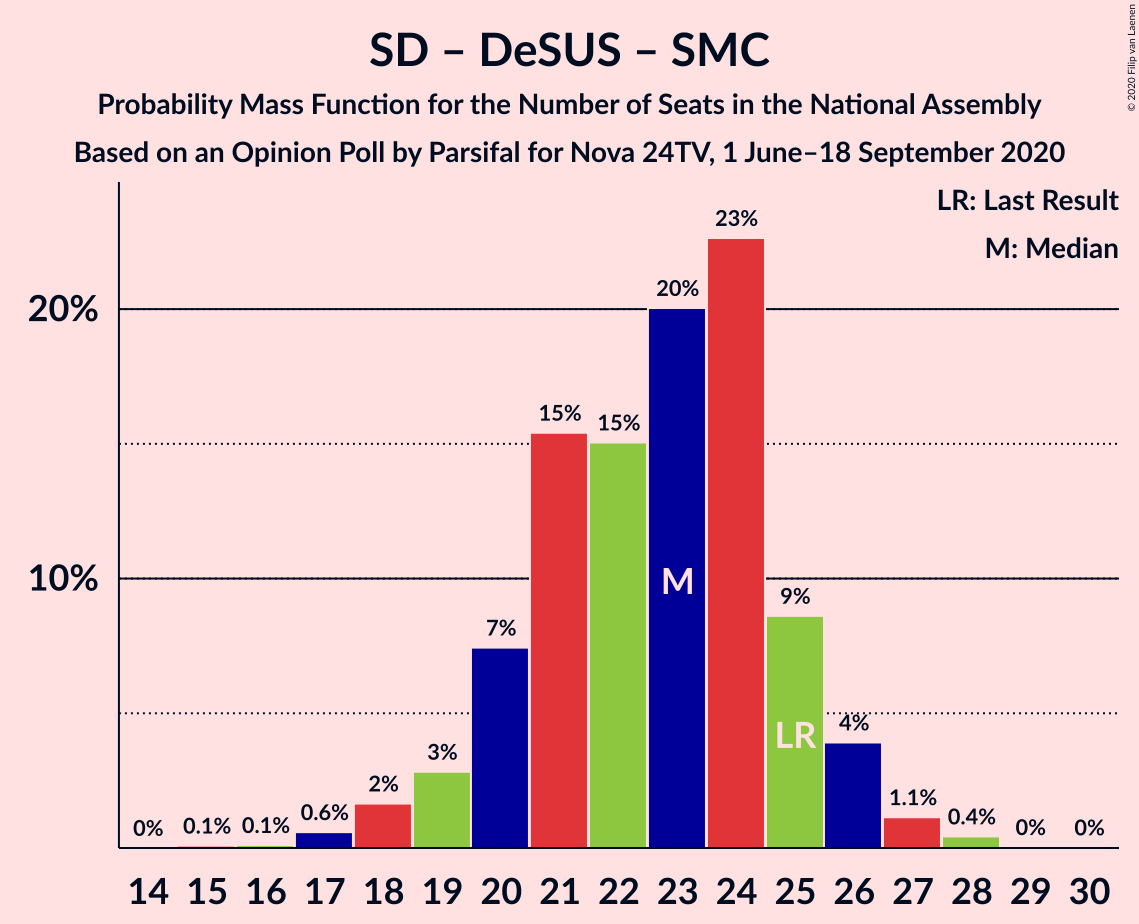 SD – DeSUS – SMC
Probability Mass Function for the Number of Seats in the National Assembly
Based on an Opinion Poll by Parsifal for Nova 24TV, 1 June–18 September 2020
© 2020 Filip van Laenen
LR: Last Result
M: Median
20%
10%
0%
0.1%
0.1%
0.6%
2%
3%
7%
15%
15%
20%
23%
9%
4%
1.1%
0.4%
0%
0%
M
LR
14 15 16 17 18 19 20 21 22 23 24 25 26 27 28 29 30